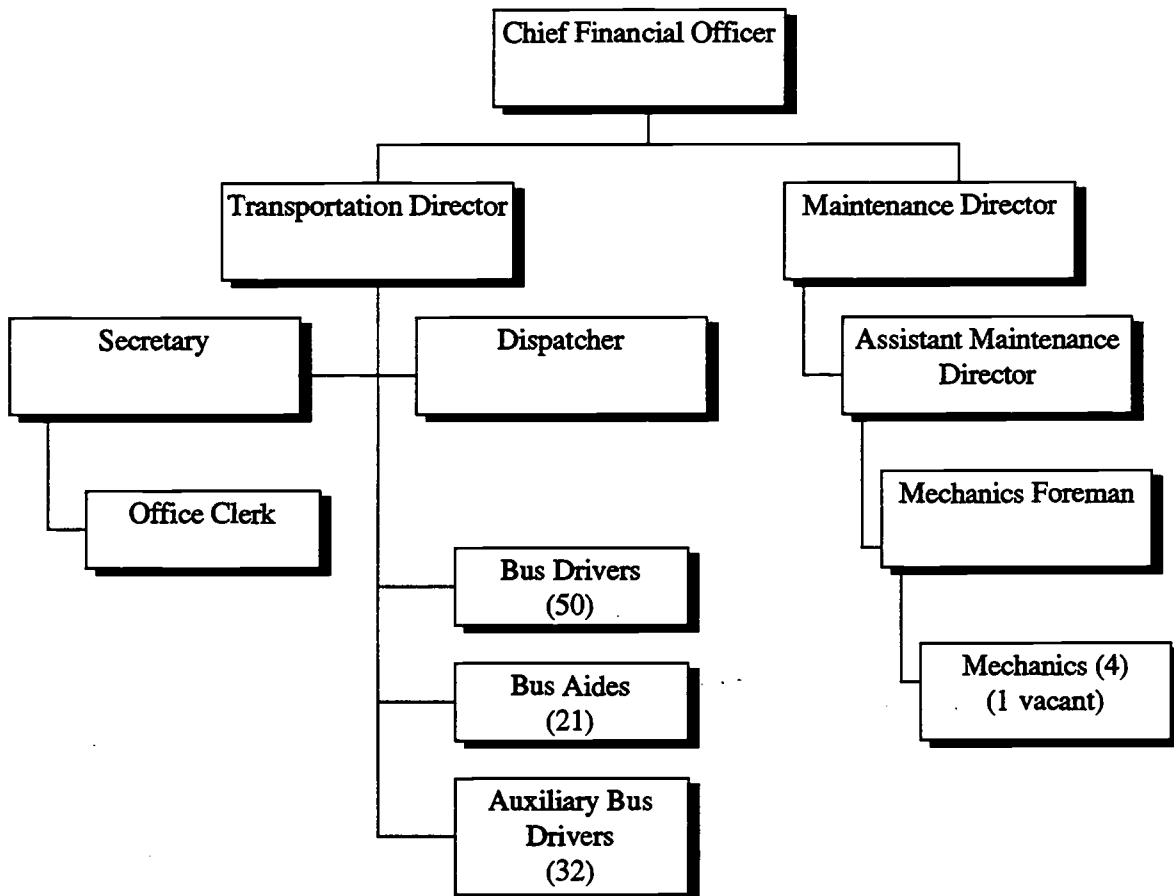 Chief Financial Officer
Transportation Director
Maintenance Director
Secretary
Dispatcher
Assistant Maintenance
Director
Office Clerk
Mechanics Foreman
Bus Drivers
(50)
Mechanics (4)
(1 vacant)
Bus Aides
(21)
Auxiliary Bus
Drivers
(32)